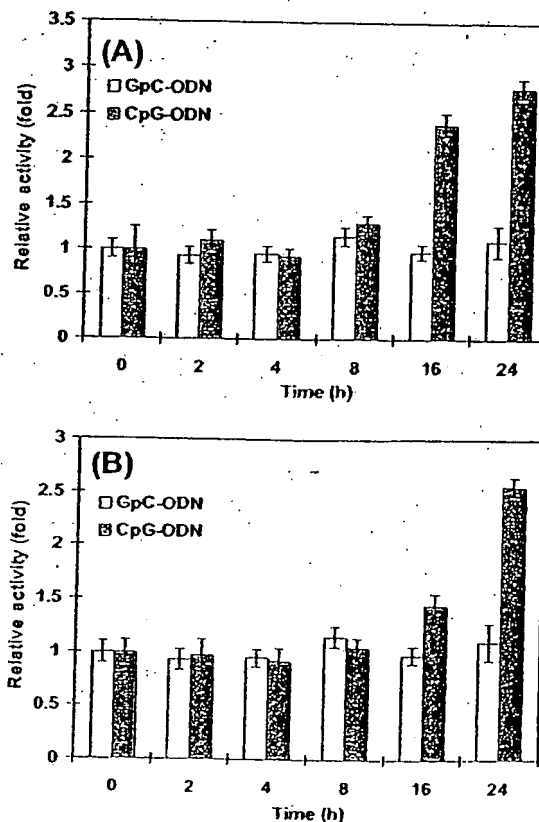 (A)
GpC-ODN
CpG-ODN
Relative activity (fold)
3.5
3
2.5
2
1.5
1
0.5
0
0 2 4 8 16 24
Time (h)
(B)
GpC-ODN
CpG-ODN
Relative activity (fold)
3
2.5
2
1.5
1
0.5
0
0 2 4 8 16 24
Time (h)